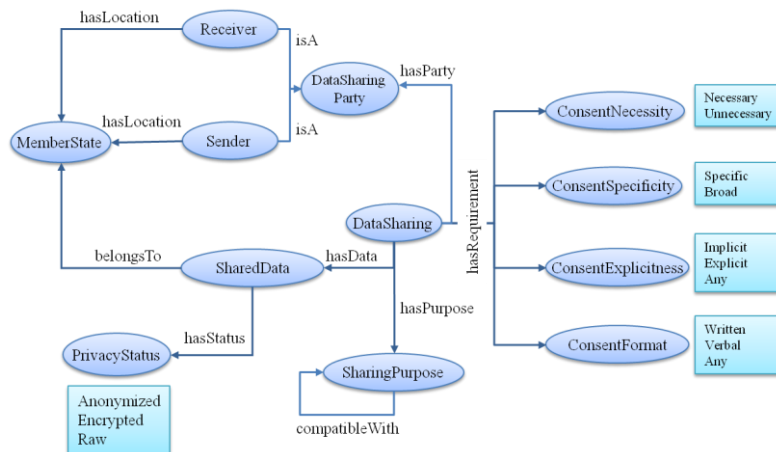 hasLocation
Receiver
isA
DataSharing
Party
hasParty
hasLocation
MemberState
Sender
isA
ConsentNecessity
Necessary
Unnecessary
ConsentSpecificity
Specific
Broad
DataSharing
hasRequirement
belongsTo
SharedData
hasData
ConsentExplicitness
Implicit
Explicit
Any
hasPurpose
hasStatus
PrivacyStatus
ConsentFormat
Written
Verbal
Any
SharingPurpose
Anonymized
Encrypted
Raw
compatibleWith